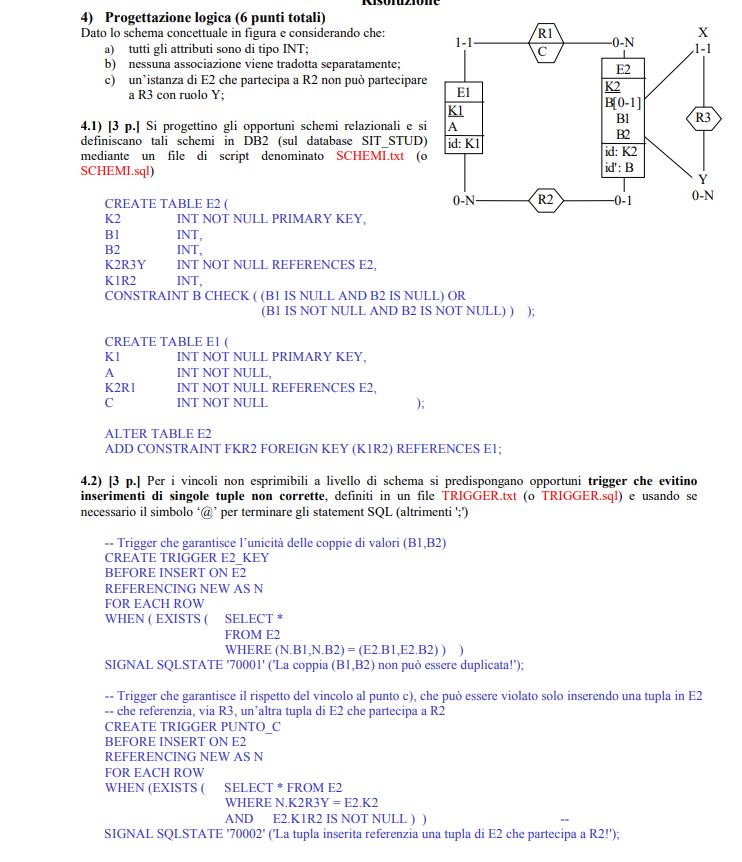 Risoluzione
4) Progettazione logica (6 punti totali)
Dato lo schema concettuale in figura e considerando che:
a) tutti gli attributi sono di tipo INT;
b) nessuna associazione viene tradotta separatamente;
c) un'istanza di E2 che partecipa a R2 non può partecipare
a R3 con ruolo Y;
4.1) [3 p.] Si progettino gli opportuni schemi relazionali e si
definiscano tali schemi in DB2 (sul database SIT_STUD)
mediante un file di script denominato SCHEMI.txt (o
SCHEMI.sql)
1-1
R1
C
0-N
X
1-1
E1
K1
A
id: K1
E2
K2
B[0-1]
B1
B2
id: K2
id': B
R3
Y
0-N
0-N
R2
0-1
CREATE TABLE E2 (
K2 INT NOT NULL PRIMARY KEY,
B1 INT,
B2 INT,
K2R3Y INT NOT NULL REFERENCES E2,
K1R2 INT,
CONSTRAINT B CHECK ( (B1 IS NULL AND B2 IS NULL) OR
(B1 IS NOT NULL AND B2 IS NOT NULL) ) );
CREATE TABLE E1 (
K1 INT NOT NULL PRIMARY KEY,
A INT NOT NULL,
K2R1 INT NOT NULL REFERENCES E2,
C INT NOT NULL );
ALTER TABLE E2
ADD CONSTRAINT FKR2 FOREIGN KEY (K1R2) REFERENCES E1;
4.2) [3 p.] Per i vincoli non esprimibili a livello di schema si predispongano opportuni trigger che evitino
inserimenti di singole tuple non corrette, definiti in un file TRIGGER.txt (o TRIGGER.sql) e usando se
necessario il simbolo '@' per terminare gli statement SQL (altrimenti ';')
-- Trigger che garantisce l'unicità delle coppie di valori (B1,B2)
CREATE TRIGGER E2_KEY
BEFORE INSERT ON E2
REFERENCING NEW AS N
FOR EACH ROW
WHEN ( EXISTS ( SELECT *
FROM E2
WHERE (N.B1,N.B2) = (E2.B1,E2.B2) ) )
SIGNAL SQLSTATE '70001' ('La coppia (B1,B2) non può essere duplicata!');
-- Trigger che garantisce il rispetto del vincolo al punto c), che può essere violato solo inserendo una tupla in E2
-- che referenzia, via R3, un'altra tupla di E2 che partecipa a R2
CREATE TRIGGER PUNTO_C
BEFORE INSERT ON E2
REFERENCING NEW AS N
FOR EACH ROW
WHEN (EXISTS ( SELECT * FROM E2
WHERE N.K2R3Y = E2.K2
AND E2.K1R2 IS NOT NULL ) ) --
SIGNAL SQLSTATE '70002' ('La tupla inserita referenzia una tupla di E2 che partecipa a R2!');